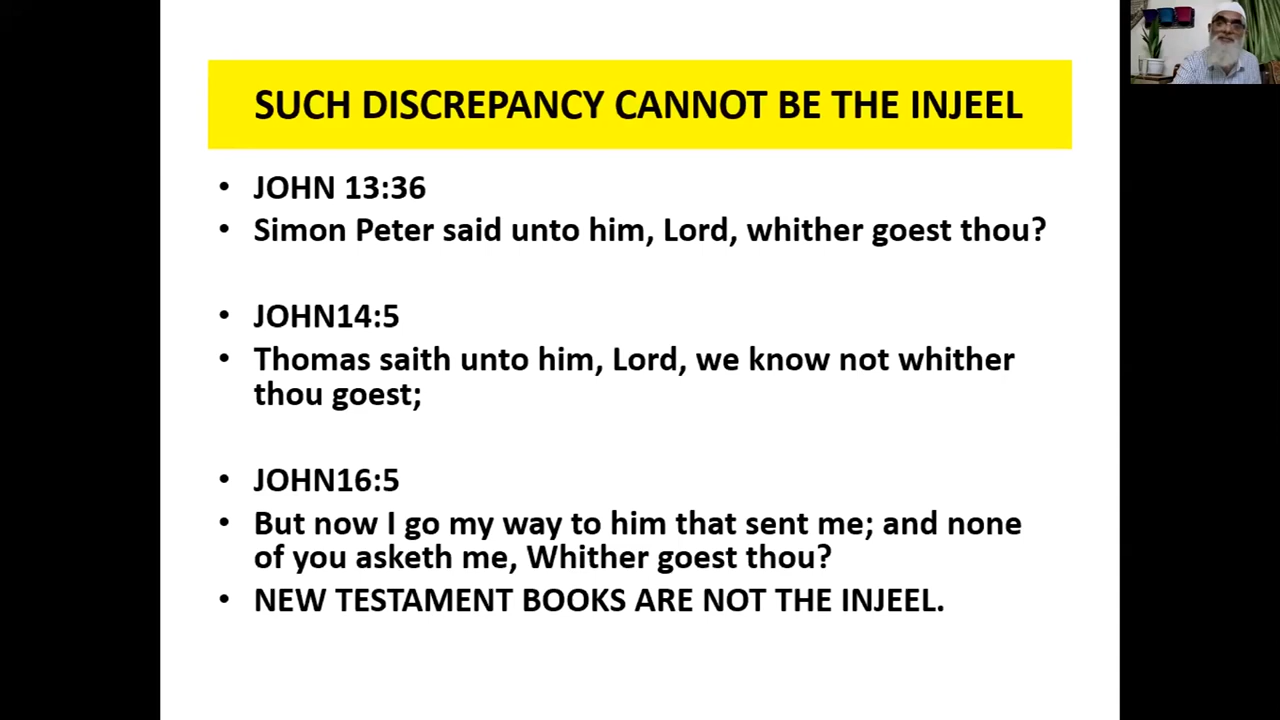 SUCH DISCREPANCY CANNOT BE THE INJEEL
• JOHN 13:36
• Simon Peter said unto him, Lord, whither goest thou?
• JOHN14:5
• Thomas saith unto him, Lord, we know not whither
thou goest;
• JOHN16:5
• But now I go my way to him that sent me; and none
of you asketh me, Whither goest thou?
• NEW TESTAMENT BOOKS ARE NOT THE INJEEL.